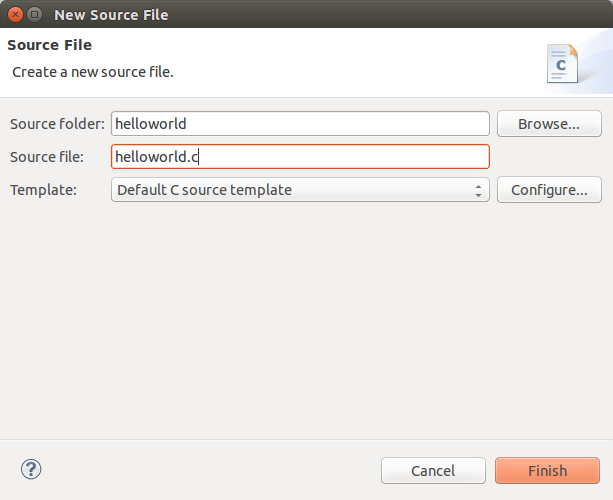 New Source File
Source File
Create a new source file.
C
Source folder: helloworld Browse...
Source file: helloworld.c
Template: Default C source template Configure...
? Cancel Finish